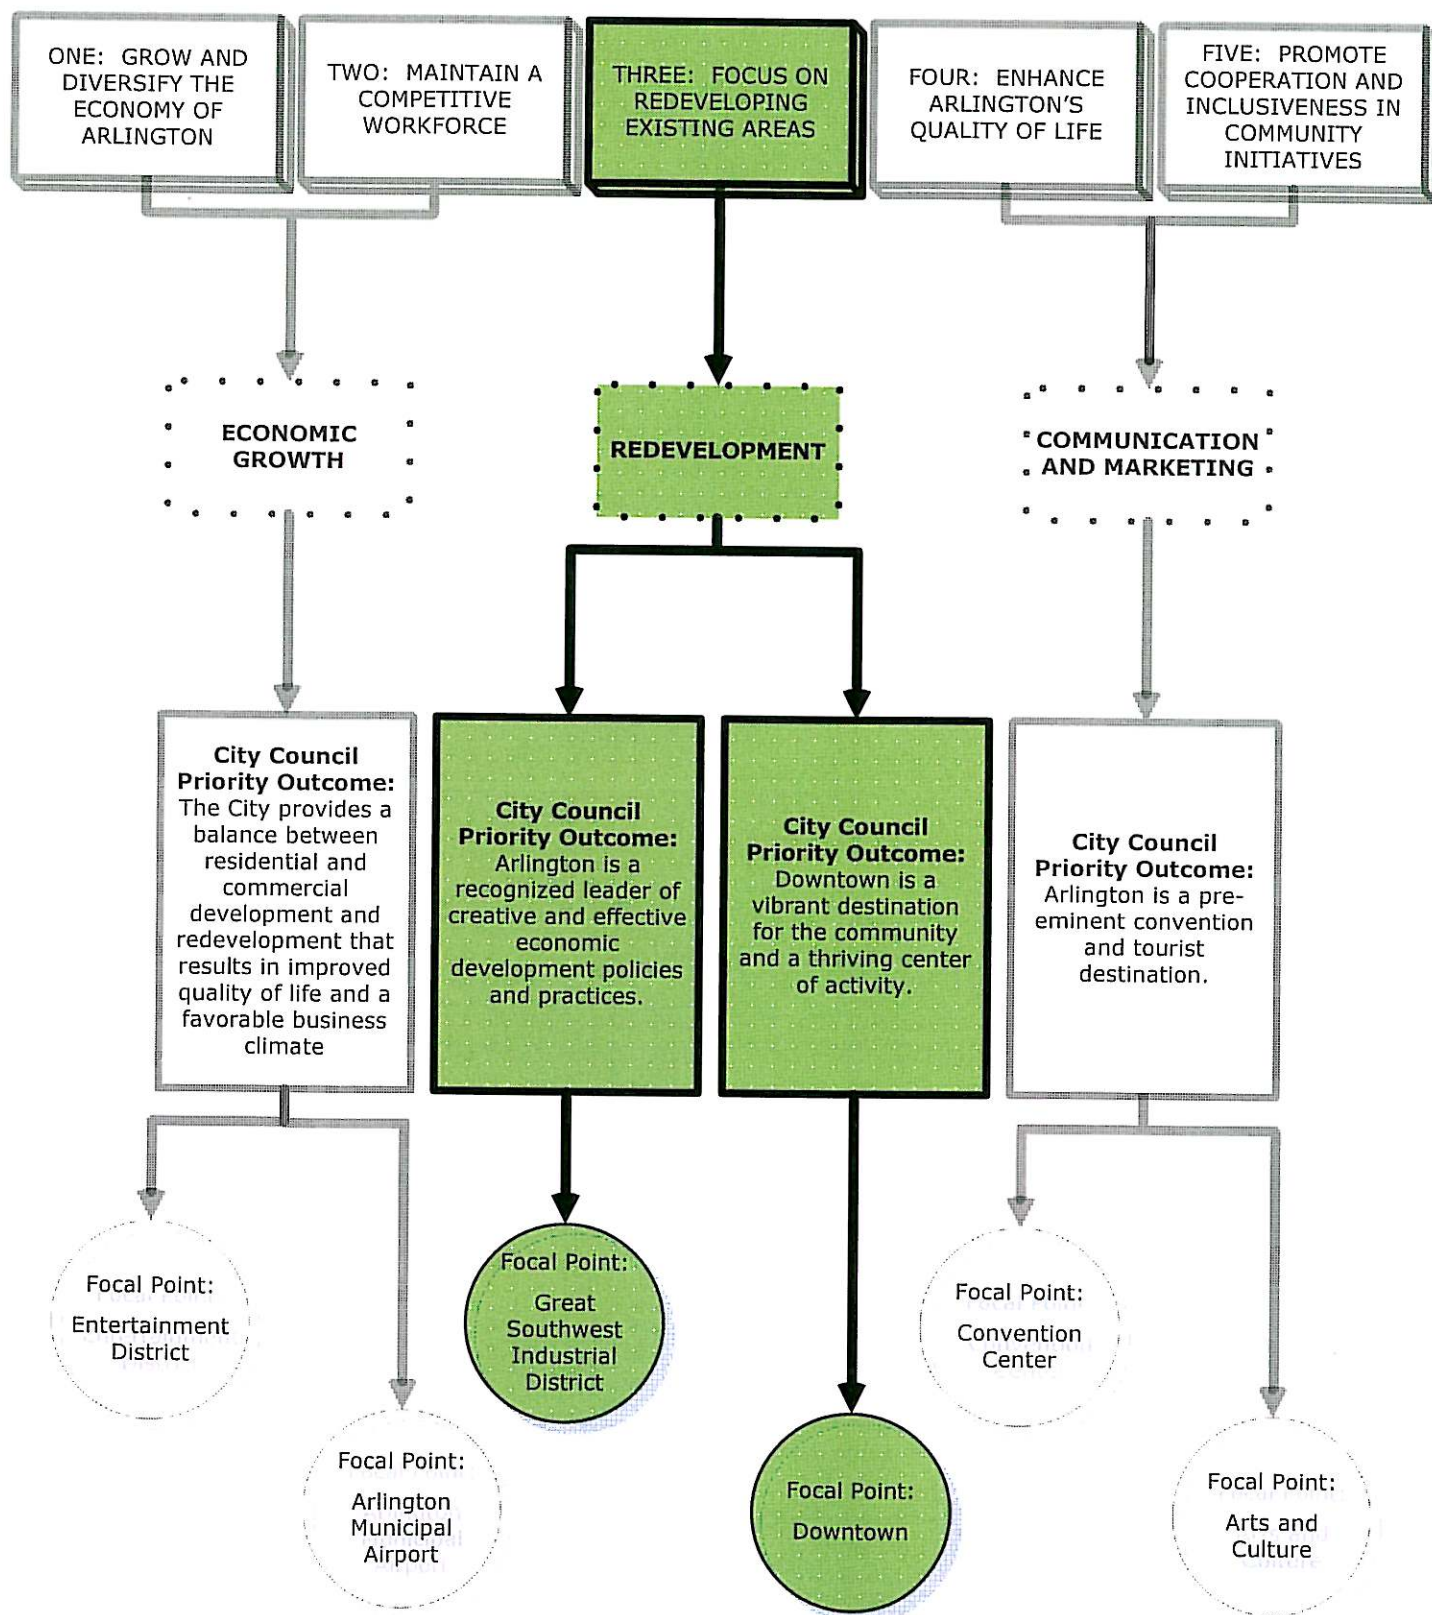 ONE: GROW AND
DIVERSIFY THE
ECONOMY OF
ARLINGTON
TWO: MAINTAIN A
COMPETITIVE
WORKFORCE
THREE: FOCUS ON
REDEVELOPING
EXISTING AREAS
FOUR: ENHANCE
ARLINGTON'S
QUALITY OF LIFE
FIVE: PROMOTE
COOPERATION AND
INCLUSIVENESS IN
COMMUNITY
INITIATIVES
ECONOMIC
GROWTH
REDEVELOPMENT
COMMUNICATION
AND MARKETING
City Council
Priority Outcome:
The City provides a
balance between
residential and
commercial
development and
redevelopment that
results in improved
quality of life and a
favorable business
climate
City Council
Priority Outcome:
Arlington is a
recognized leader of
creative and effective
economic
development policies
and practices.
City Council
Priority Outcome:
Downtown is a
vibrant destination
for the community
and a thriving center
of activity.
City Council
Priority Outcome:
Arlington is a pre-
eminent convention
and tourist
destination.
Focal Point:
Entertainment
District
Focal Point:
Arlington
Municipal
Airport
Focal Point:
Great
Southwest
Industrial
District
Focal Point:
Downtown
Focal Point:
Convention
Center
Focal Point:
Arts and
Culture